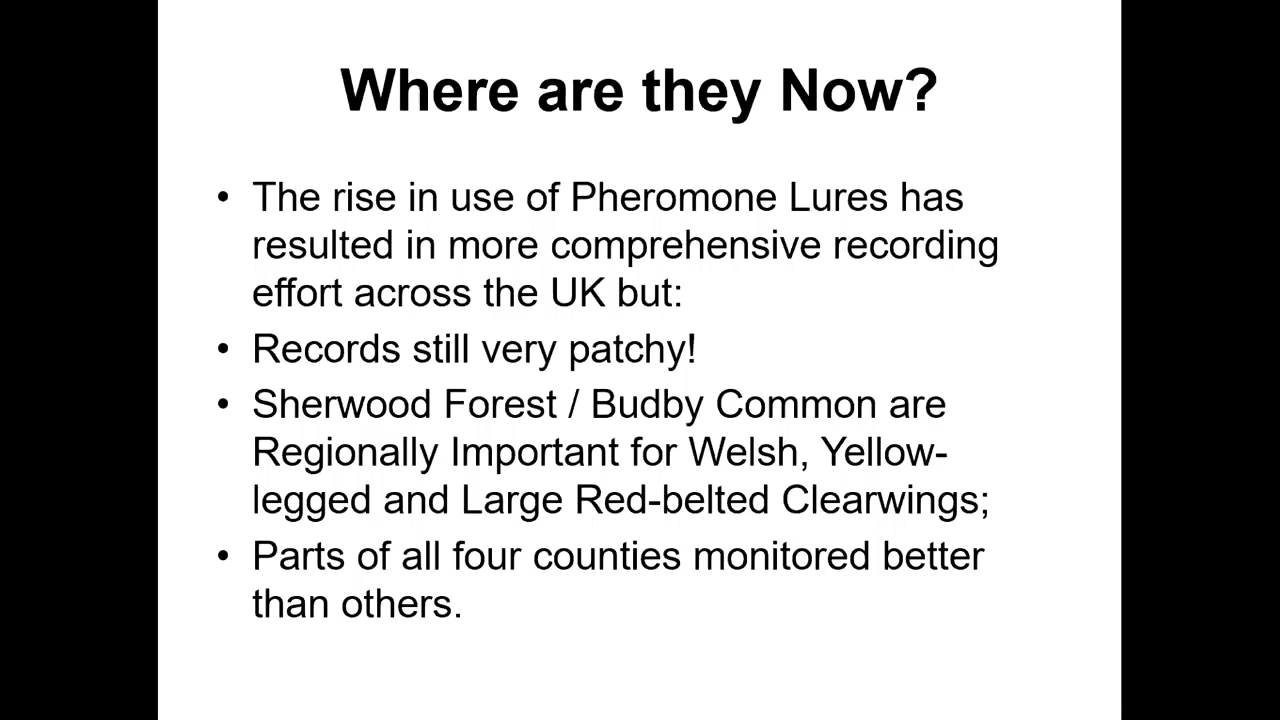 Where are they Now?
• The rise in use of Pheromone Lures has
resulted in more comprehensive recording
effort across the UK but:
• Records still very patchy!
• Sherwood Forest / Budby Common are
Regionally Important for Welsh, Yellow-
legged and Large Red-belted Clearwings;
• Parts of all four counties monitored better
than others.